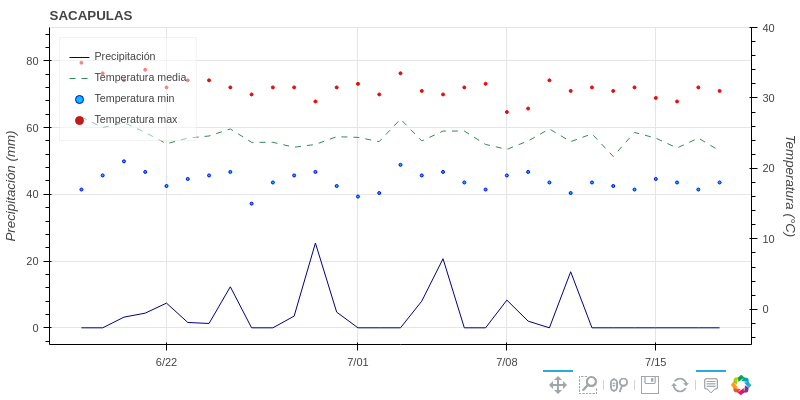 SACAPULAS
Precipitación
Temperatura media
Temperatura min
Temperatura max
Precipitación (mm)
80
60
40
20
0
Temperatura (°C)
40
30
20
10
0
6/22
7/01
7/08
7/15